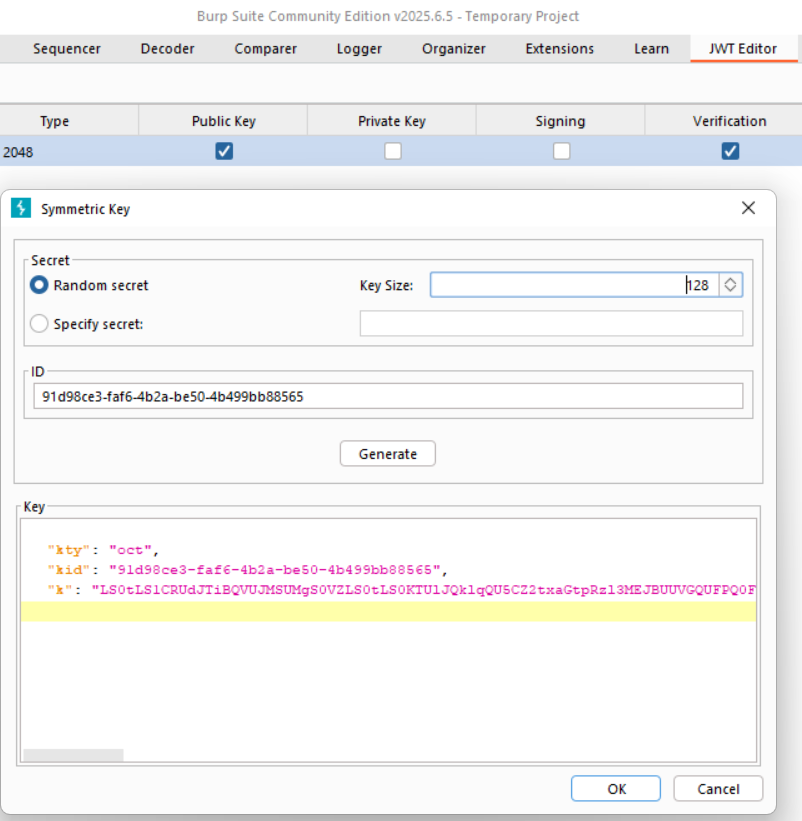 Burp Suite Community Edition v2025.6.5 - Temporary Project
Sequencer Decoder Comparer Logger Organizer Extensions Learn JWT Editor
Type Public Key Private Key Signing Verification
2048
Symmetric Key
Secret
Random secret Key Size: 128
Specify secret:
ID
91d98ce3-faf6-4b2a-be50-4b499bb88565
Generate
Key
"kty": "oct",
"kid": "91d98ce3-faf6-4b2a-be50-4b499bb88565",
"k": "LS0tLS1CRUdJTiBQVUJMSUMgS0VZLS0tLS0KTUlJQklqQU5CZ2txaGtpRzl3MEJBUUVGQUFPQ0F
OK Cancel